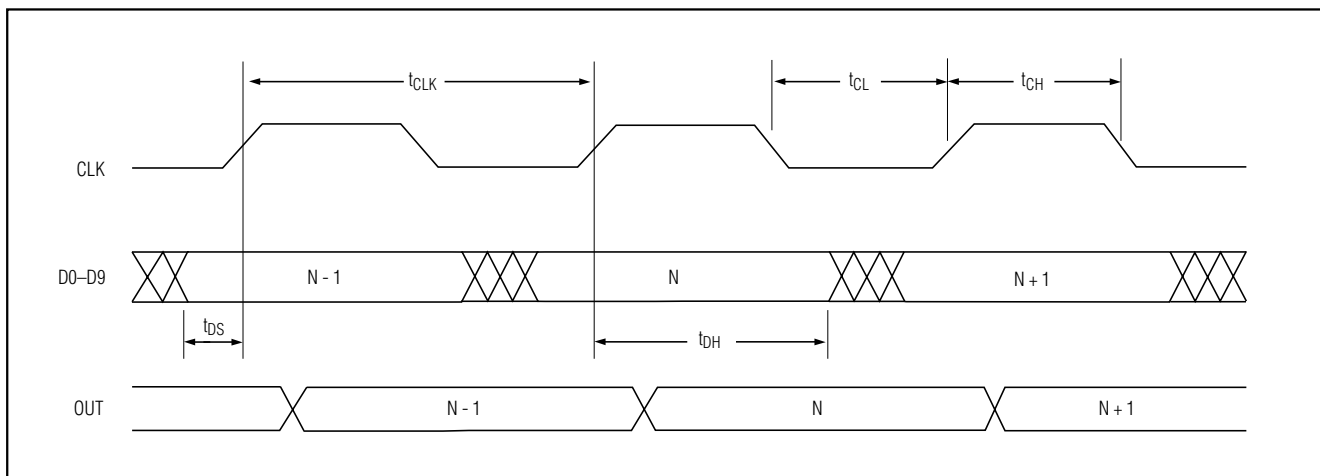 tCLK
tCL
tCH
CLK
D0–D9
N - 1
N
N + 1
tDS
tDH
OUT
N - 1
N
N + 1